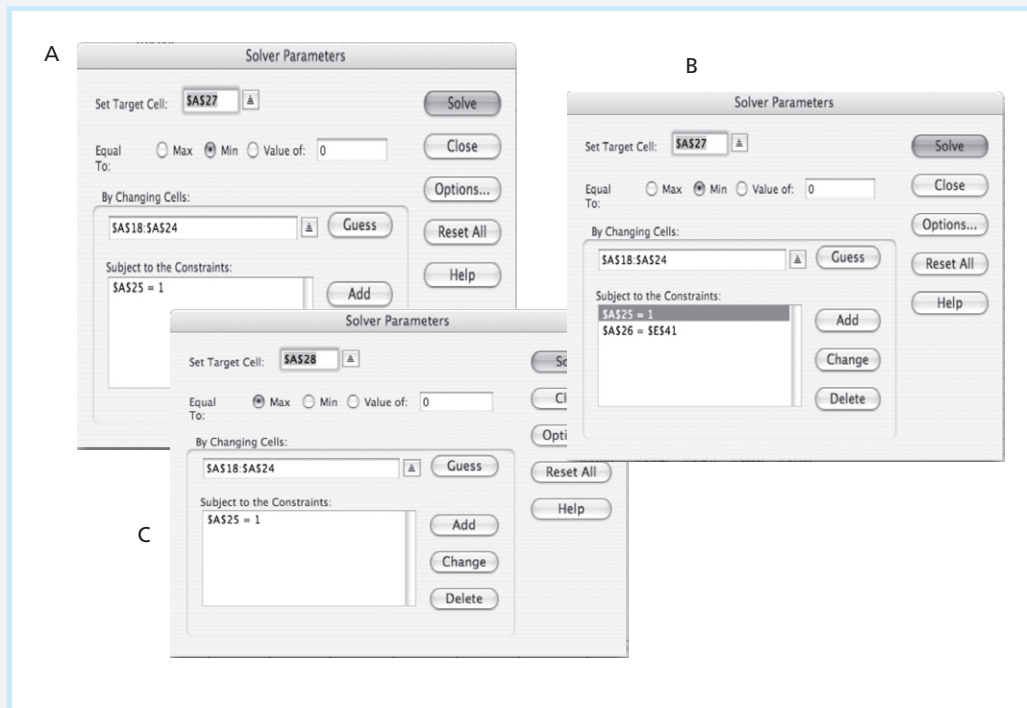 A
Solver Parameters
Set Target Cell: $A$27
Solve
Equal To: Max Min Value of: 0
Close
By Changing Cells:
Options...
$A$18:$A$24 Guess
Reset All
Subject to the Constraints:
Help
$A$25 = 1
Add
B
Solver Parameters
Set Target Cell: $A$27
Solve
Equal To: Max Min Value of: 0
Close
By Changing Cells:
Options...
$A$18:$A$24 Guess
Reset All
Subject to the Constraints:
Help
$A$25 = 1
$A$26 = $E$41
Add
Change
Delete
C
Solver Parameters
Set Target Cell: $A$28
Equal To: Max Min Value of: 0
By Changing Cells:
$A$18:$A$24 Guess
Reset All
Subject to the Constraints:
Help
$A$25 = 1
Add
Change
Delete